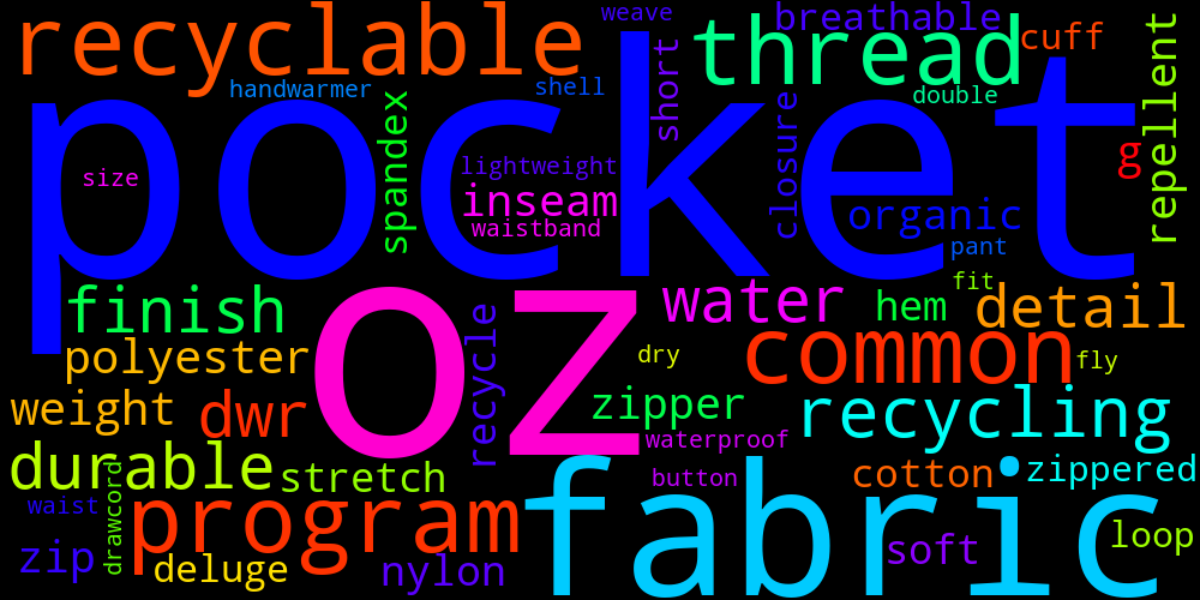 weave
breathable
recyclable
thread
cuff
repellent
short
handwarmer
shell
double
spandex
closure
pocket
g
size
lightweight
inseam
organic
waistband
pant
fit
finish
oz
water
hem
detail
recycle
polyester
dry
common
fly
weight
dwr
zipper
recycling
waterproof
durable
stretch
button
fabric
cotton
zippered
waist
drawcord
program
loop
zip
deluge
nylon
soft